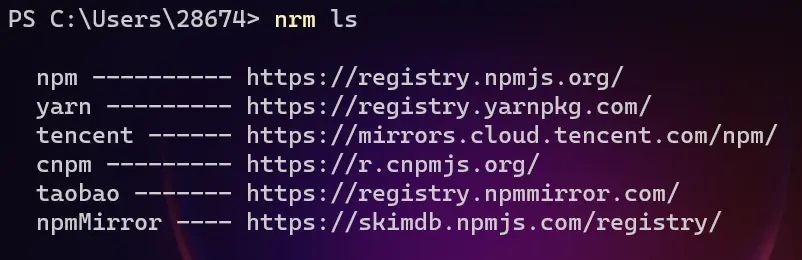 PS C:\Users\28674> nrm ls
npm ---------- https://registry.npmjs.org/
yarn --------- https://registry.yarnpkg.com/
tencent ------ https://mirrors.cloud.tencent.com/npm/
cnpm --------- https://r.cnpmjs.org/
taobao ------- https://registry.npmmirror.com/
npmMirror ---- https://skimdb.npmjs.com/registry/